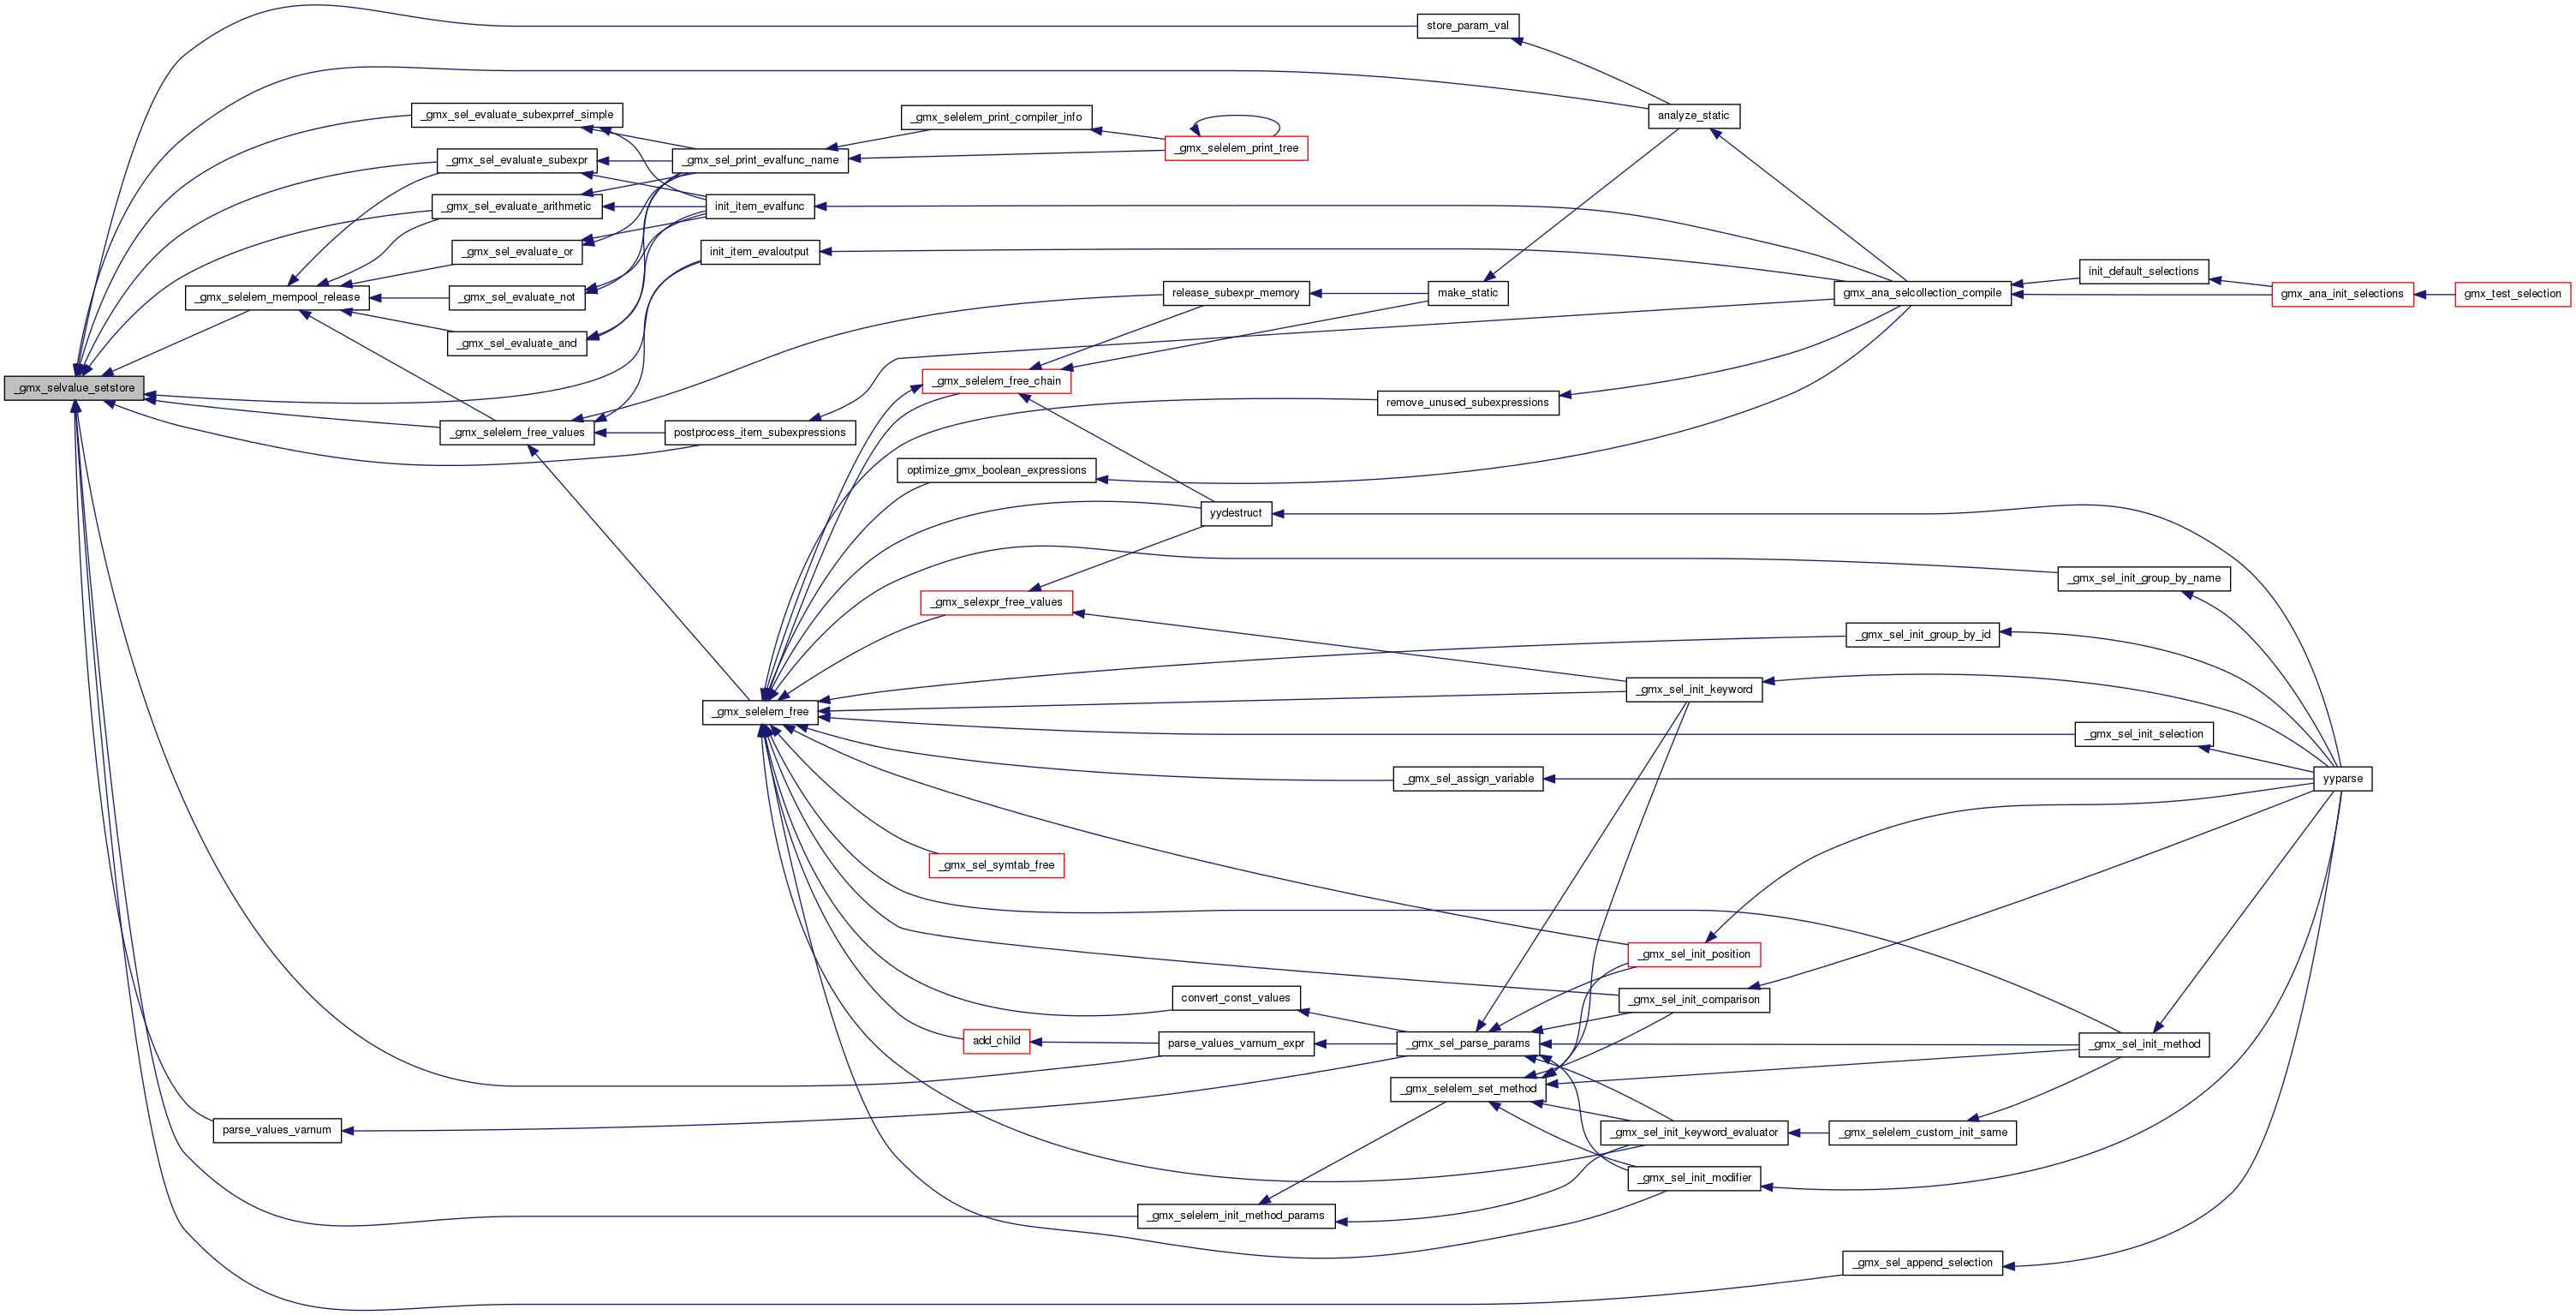 store_param_val
analyze_static
_gmx_sel_evaluate_subexprref_simple
_gmx_selelem_print_compiler_info
_gmx_selelem_print_tree
_gmx_sel_evaluate_subexpr
_gmx_sel_print_evalfunc_name
_gmx_sel_evaluate_arithmetic
init_item_evalfunc
_gmx_sel_evaluate_or
init_item_evaloutput
init_default_selections
_gmx_selelem_mempool_release
_gmx_sel_evaluate_not
release_subexpr_memory
make_static
gmx_ana_selcollection_compile
gmx_ana_init_selections
gmx_test_selection
_gmx_sel_evaluate_and
_gmx_selvalue_setstore
_gmx_selelem_free_chain
remove_unused_subexpressions
_gmx_selelem_free_values
postprocess_item_subexpressions
optimize_gmx_boolean_expressions
yydestruct
_gmx_sel_init_group_by_name
_gmx_selexpr_free_values
_gmx_sel_init_group_by_id
_gmx_sel_init_keyword
_gmx_selelem_free
_gmx_sel_init_selection
_gmx_sel_assign_variable
yyparse
_gmx_sel_symtab_free
_gmx_sel_init_position
convert_const_values
_gmx_sel_init_comparison
add_child
parse_values_varnum_expr
_gmx_sel_parse_params
_gmx_sel_init_method
_gmx_selelem_set_method
parse_values_varnum
_gmx_sel_init_keyword_evaluator
_gmx_selelem_custom_init_same
_gmx_sel_init_modifier
_gmx_selelem_init_method_params
_gmx_sel_append_selection